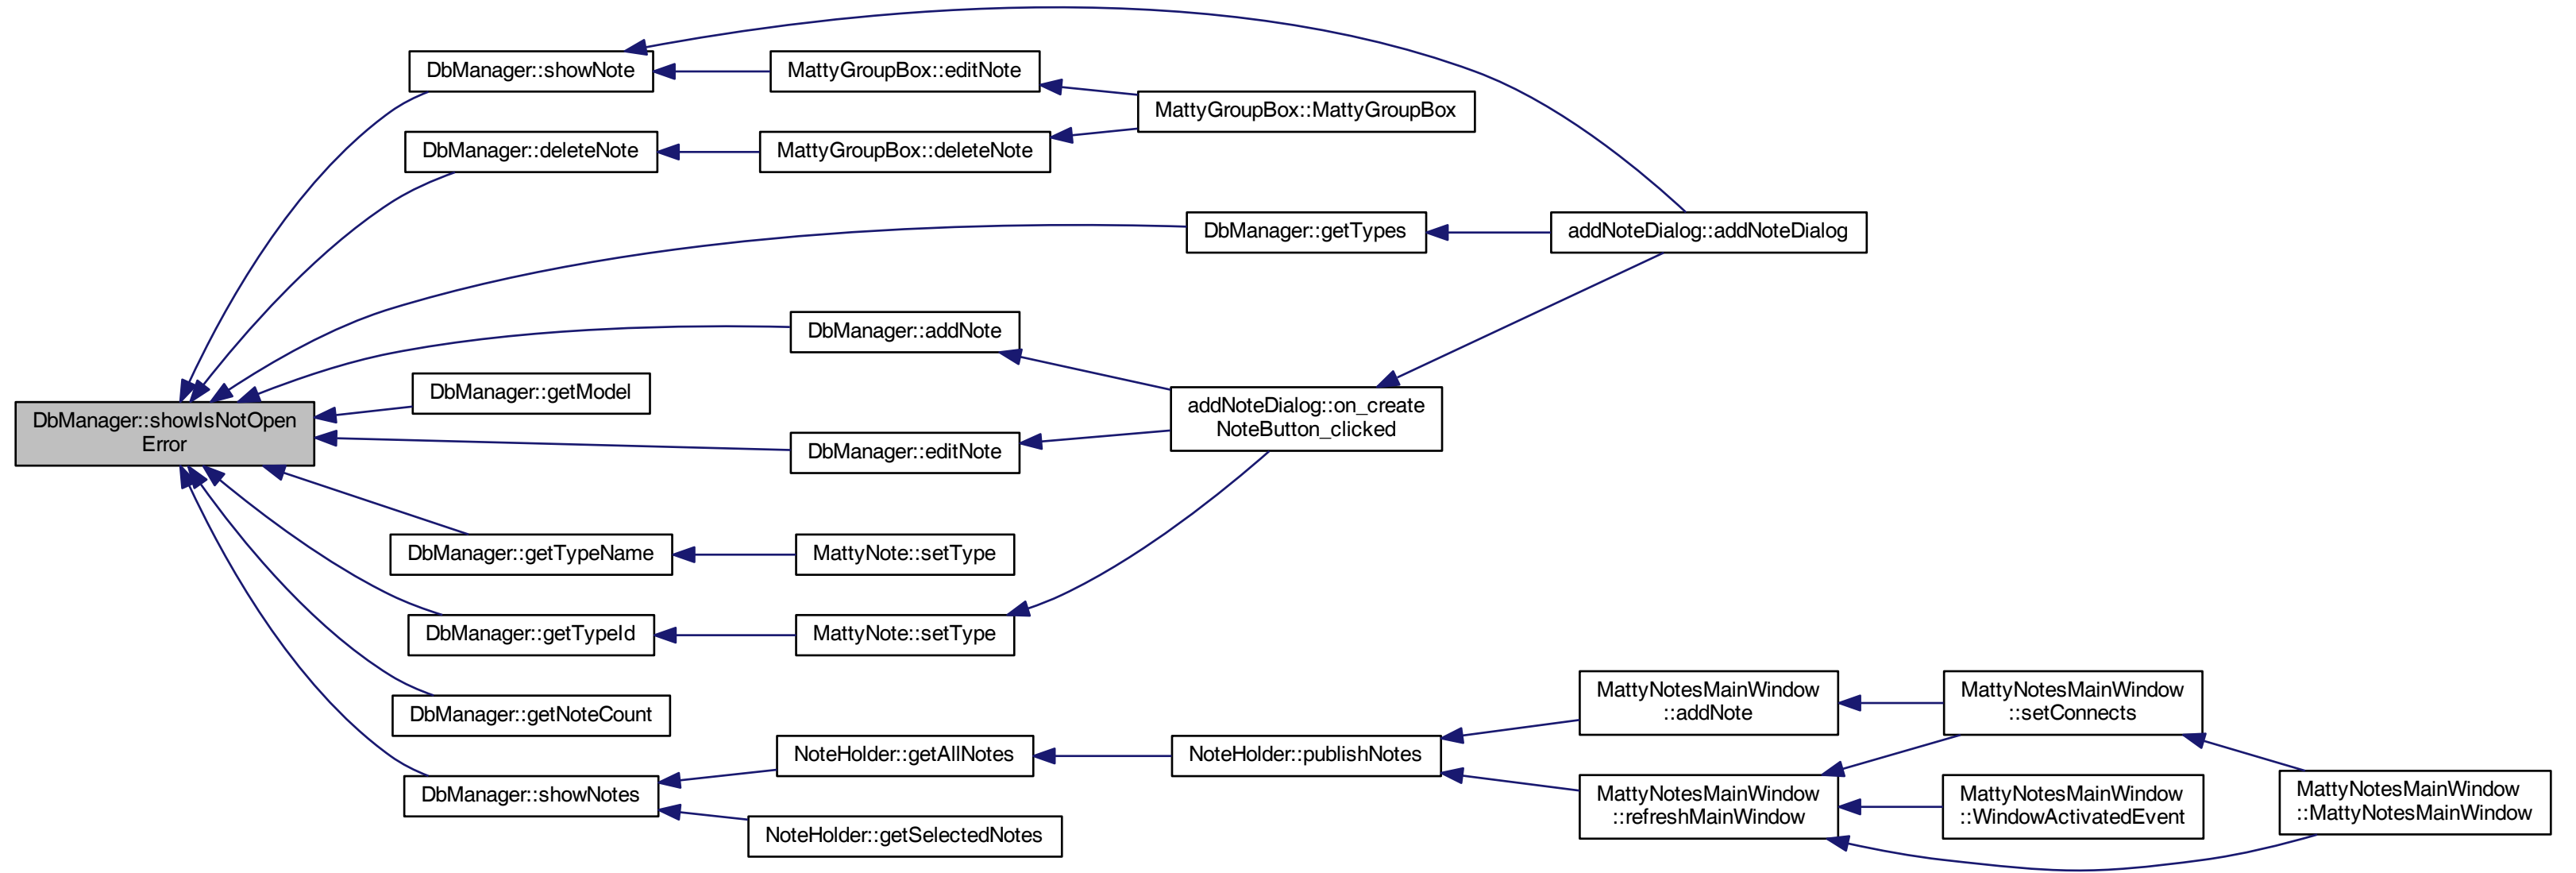 DbManager::showNote
MattyGroupBox::editNote
MattyGroupBox::MattyGroupBox
DbManager::deleteNote
MattyGroupBox::deleteNote
DbManager::getTypes
addNoteDialog::addNoteDialog
DbManager::addNote
DbManager::getModel
addNoteDialog::on_create
NoteButton_clicked
DbManager::showIsNotOpen
Error
DbManager::editNote
DbManager::getTypeName
MattyNote::setType
DbManager::getTypeId
MattyNote::setType
DbManager::getNoteCount
MattyNotesMainWindow
::addNote
MattyNotesMainWindow
::setConnects
NoteHolder::getAllNotes
NoteHolder::publishNotes
DbManager::showNotes
MattyNotesMainWindow
::refreshMainWindow
MattyNotesMainWindow
::WindowActivatedEvent
MattyNotesMainWindow
::MattyNotesMainWindow
NoteHolder::getSelectedNotes